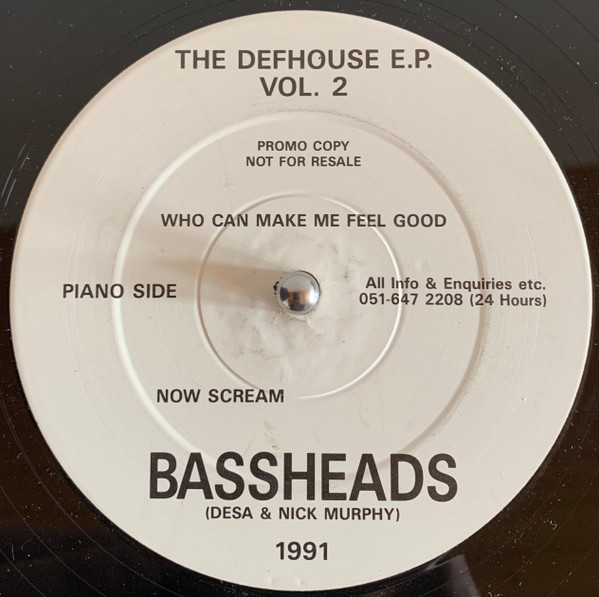 THE DEFHOUSE E.P.
VOL. 2
PROMO COPY
NOT FOR RESALE
WHO CAN MAKE ME FEEL GOOD
PIANO SIDE
All Info & Enquiries etc.
051-647 2208 (24 Hours)
NOW SCREAM
BASSHEADS
(DESA & NICK MURPHY)
1991